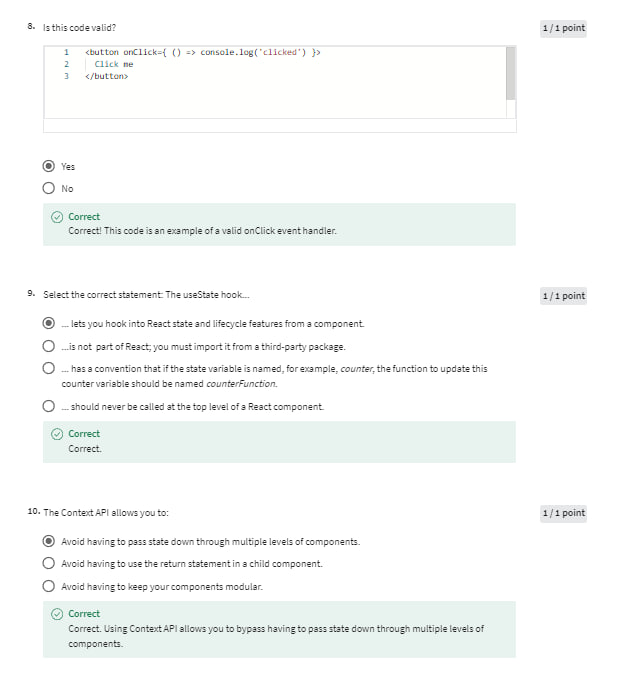 8. Is this code valid?
1 / 1 point
1 <button onClick={ () => console.log('clicked') }>
2 Click me
3 </button>
Yes
No
Correct
Correct! This code is an example of a valid onClick event handler.
9. Select the correct statement: The useState hook...
1 / 1 point
... lets you hook into React state and lifecycle features from a component.
...is not part of React; you must import it from a third-party package.
... has a convention that if the state variable is named, for example, counter, the function to update this
counter variable should be named counterFunction.
... should never be called at the top level of a React component.
Correct
Correct.
10. The Context API allows you to:
1 / 1 point
Avoid having to pass state down through multiple levels of components.
Avoid having to use the return statement in a child component.
Avoid having to keep your components modular.
Correct
Correct. Using Context API allows you to bypass having to pass state down through multiple levels of
components.